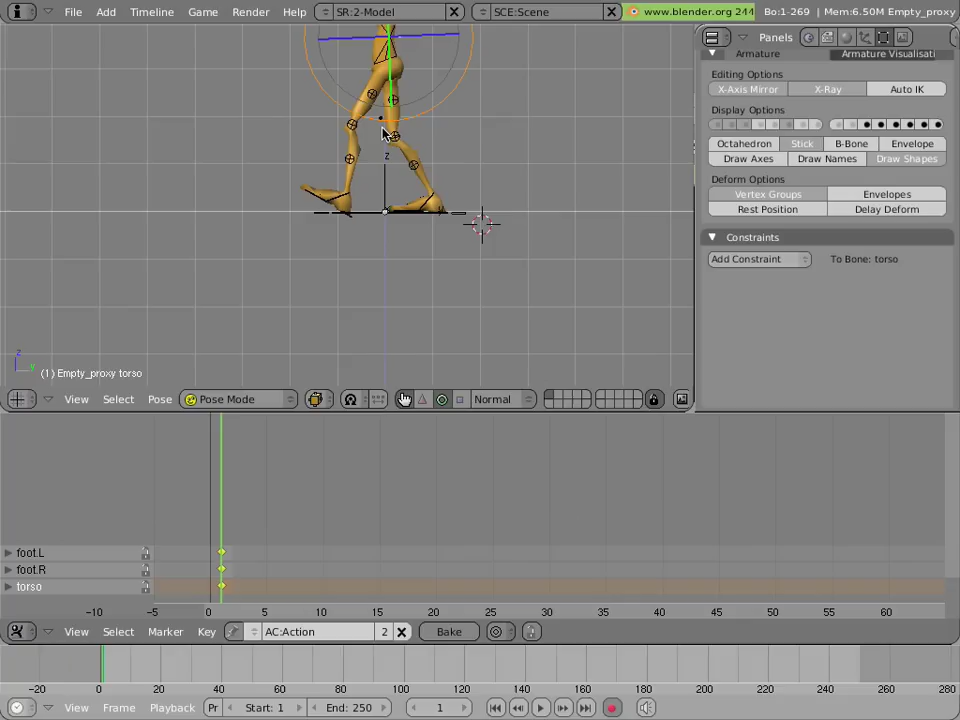 File Add Timeline Game Render Help SR:2-Model SCE:Scene www.blender.org 244 Bo:1-269 | Mem:6.50M Empty_proxy
Panels
Armature Armature Visualisati
Editing Options
X-Axis Mirror X-Ray Auto IK
Display Options
Octahedron Stick B-Bone Envelope
Draw Axes Draw Names Draw Shapes
Deform Options
Vertex Groups Envelopes
Rest Position Delay Deform
Constraints
Add Constraint To Bone: torso
z
z
y
(1) Empty_proxy torso
View Select Pose Pose Mode Normal
foot.L
foot.R
torso
-10 -5 0 5 10 15 20 25 30 35 40 45 50 55 60
View Select Marker Key AC:Action 2 Bake
-20 0 20 40 60 80 100 120 140 160 180 200 220 240 260 280
View Frame Playback Pr Start: 1 End: 250 1